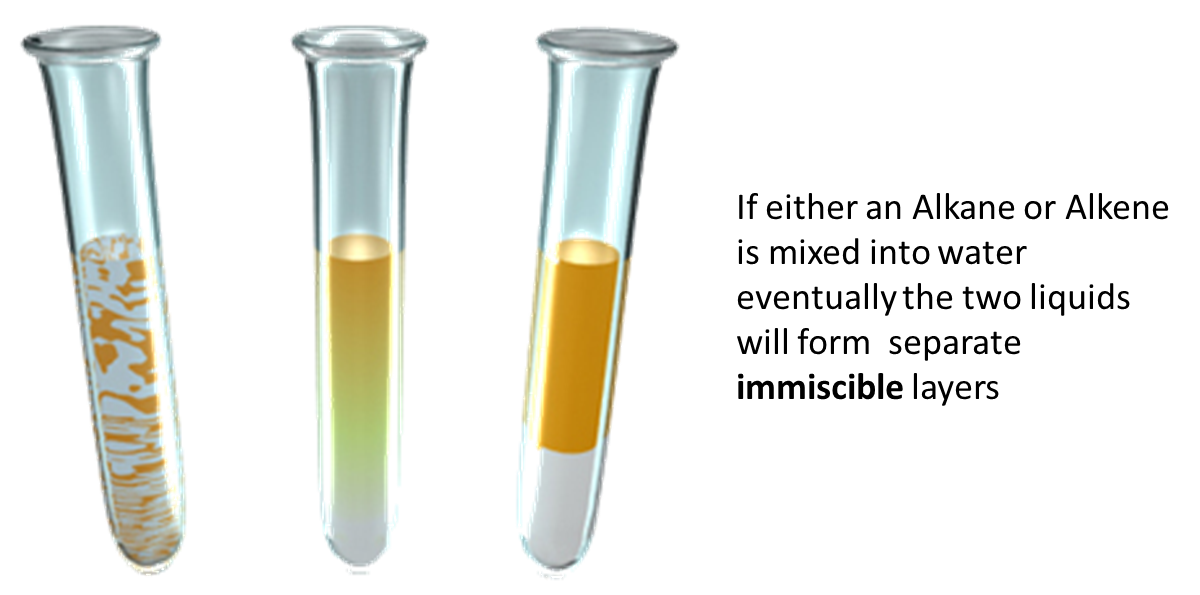 If either an Alkane or Alkene
is mixed into water
eventually the two liquids
will form  separate
immiscible layers